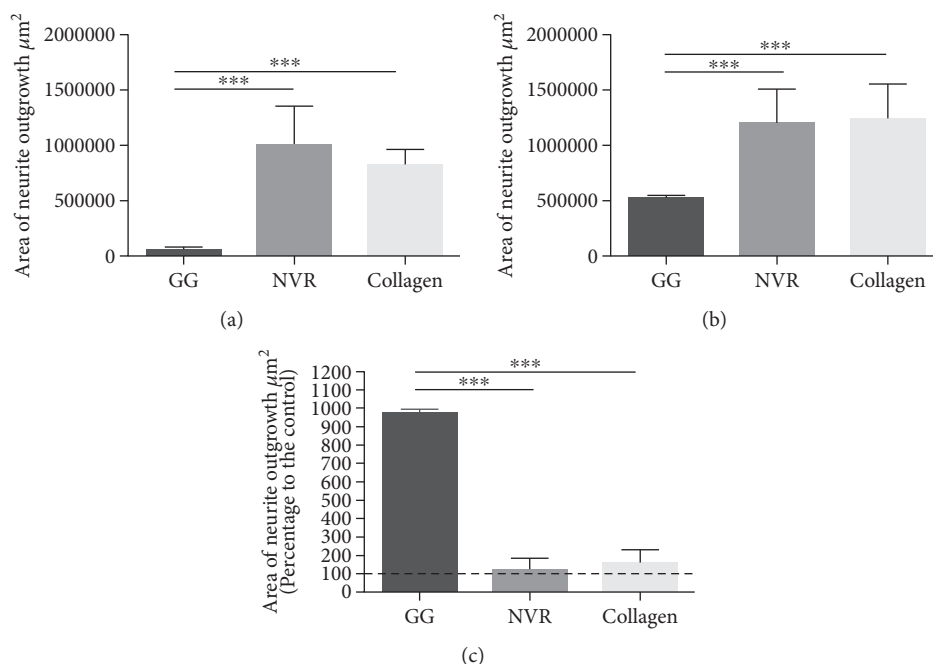 Area of neurite outgrowth μm²
2000000
1500000
1000000
500000
0
***
***
GG NVR Collagen
(a)
Area of neurite outgrowth μm²
2000000
1500000
1000000
500000
0
***
***
GG NVR Collagen
(b)
Area of neurite outgrowth μm²
(Percentage to the control)
1200
1100
1000
900
800
700
600
500
400
300
200
100
0
***
***
GG NVR Collagen
(c)